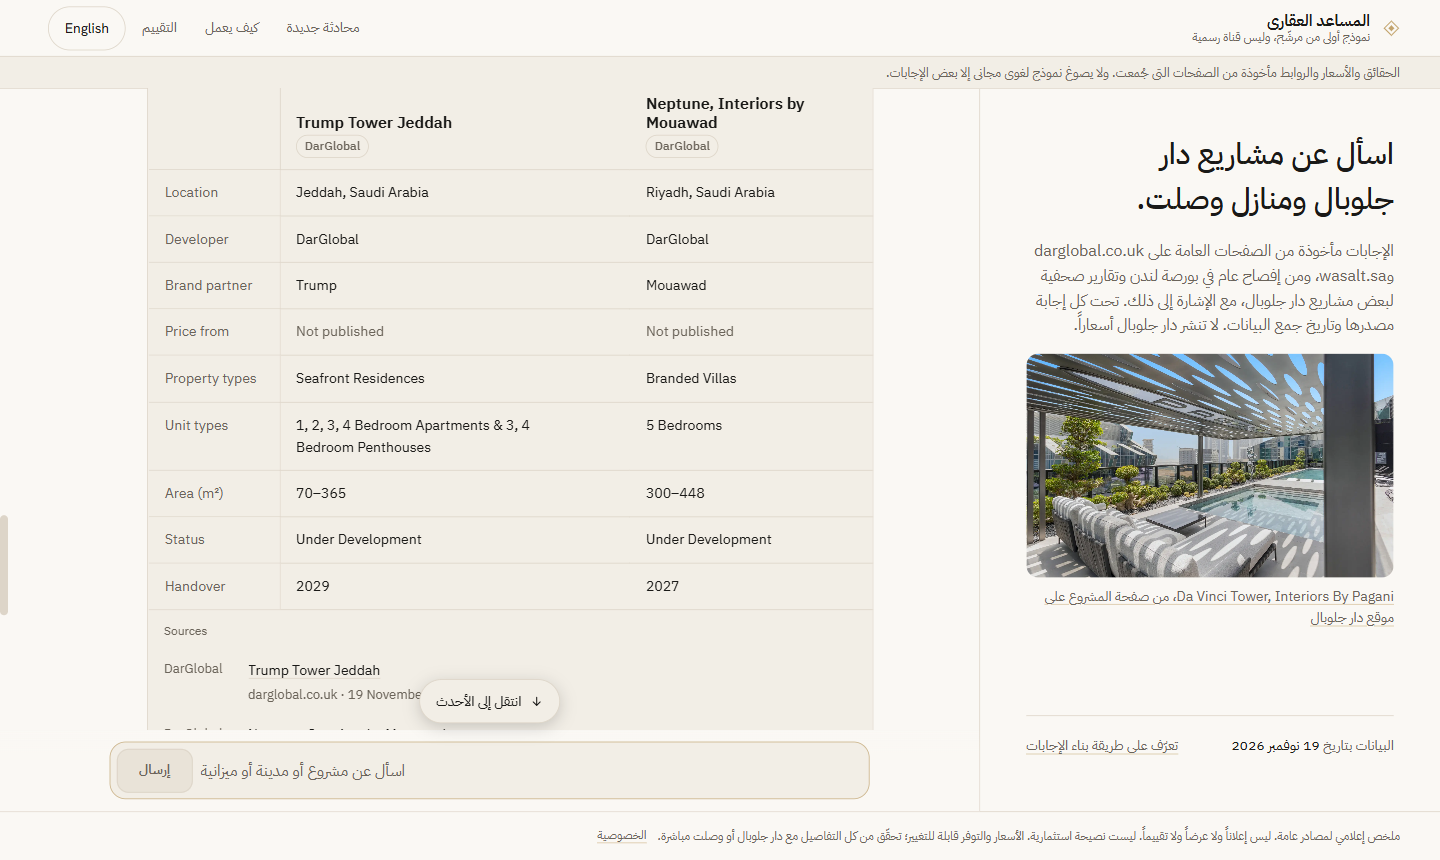 المساعد العقاري
نموذج أولي من مرشّح، وليس قناة رسمية
محادثة جديدة
كيف يعمل
التقييم
English
الحقائق والأسعار والروابط مأخوذة من الصفحات التي جُمعت. ولا يصوغ نموذج لغوي مجاني إلا بعض الإجابات.
اسأل عن مشاريع دار
جلوبال ومنازل وصلت.
الإجابات مأخوذة من الصفحات العامة على darglobal.co.uk
وwasalt.sa، ومن إفصاح عام في بورصة لندن وتقارير صحفية
لبعض مشاريع دار جلوبال، مع الإشارة إلى ذلك. تحت كل إجابة
مصدرها وتاريخ جمع البيانات. لا تنشر دار جلوبال أسعاراً.
Da Vinci Tower, Interiors By Pagani، من صفحة المشروع على
موقع دار جلوبال
البيانات بتاريخ 19 نوفمبر 2026
تعرّف على طريقة بناء الإجابات
Trump Tower Jeddah
DarGlobal
Neptune, Interiors by
Mouawad
DarGlobal
Location
Jeddah, Saudi Arabia
Riyadh, Saudi Arabia
Developer
DarGlobal
DarGlobal
Brand partner
Trump
Mouawad
Price from
Not published
Not published
Property types
Seafront Residences
Branded Villas
Unit types
1, 2, 3, 4 Bedroom Apartments & 3, 4
Bedroom Penthouses
5 Bedrooms
Area (m²)
70–365
300–448
Status
Under Development
Under Development
Handover
2029
2027
Sources
DarGlobal
Trump Tower Jeddah
darglobal.co.uk · 19 Novembe
انتقل إلى الأحدث ↓
اسأل عن مشروع أو مدينة أو ميزانية
إرسال
ملخص إعلامي لمصادر عامة. ليس إعلاناً ولا عرضاً ولا تقييماً. ليست نصيحة استثمارية. الأسعار والتوفر قابلة للتغيير؛ تحقّق من كل التفاصيل مع دار جلوبال أو وصلت مباشرة.
الخصوصية